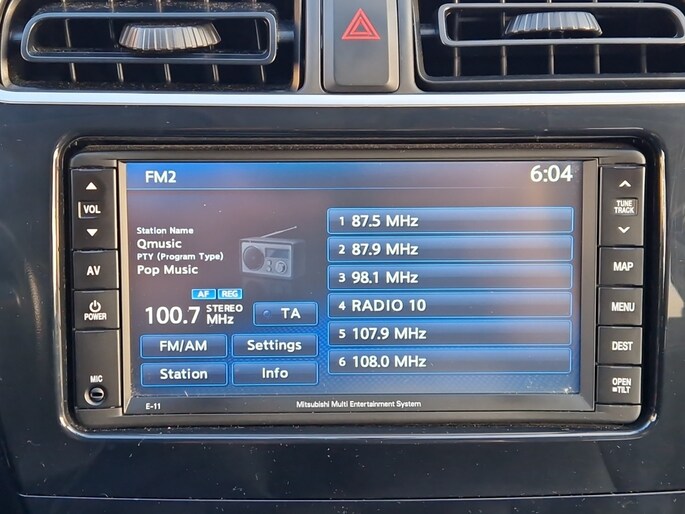 FM2
6:04
VOL
AV
POWER
MIC
Station Name
Qmusic
PTY (Program Type)
Pop Music
AF REG
100.7 STEREO MHz
TA
FM/AM
Settings
Station
Info
1 87.5 MHz
2 87.9 MHz
3 98.1 MHz
4 RADIO 10
5 107.9 MHz
6 108.0 MHz
TUNE
TRACK
MAP
MENU
DEST
OPEN
TILT
E-11
Mitsubishi Multi Entertainment System